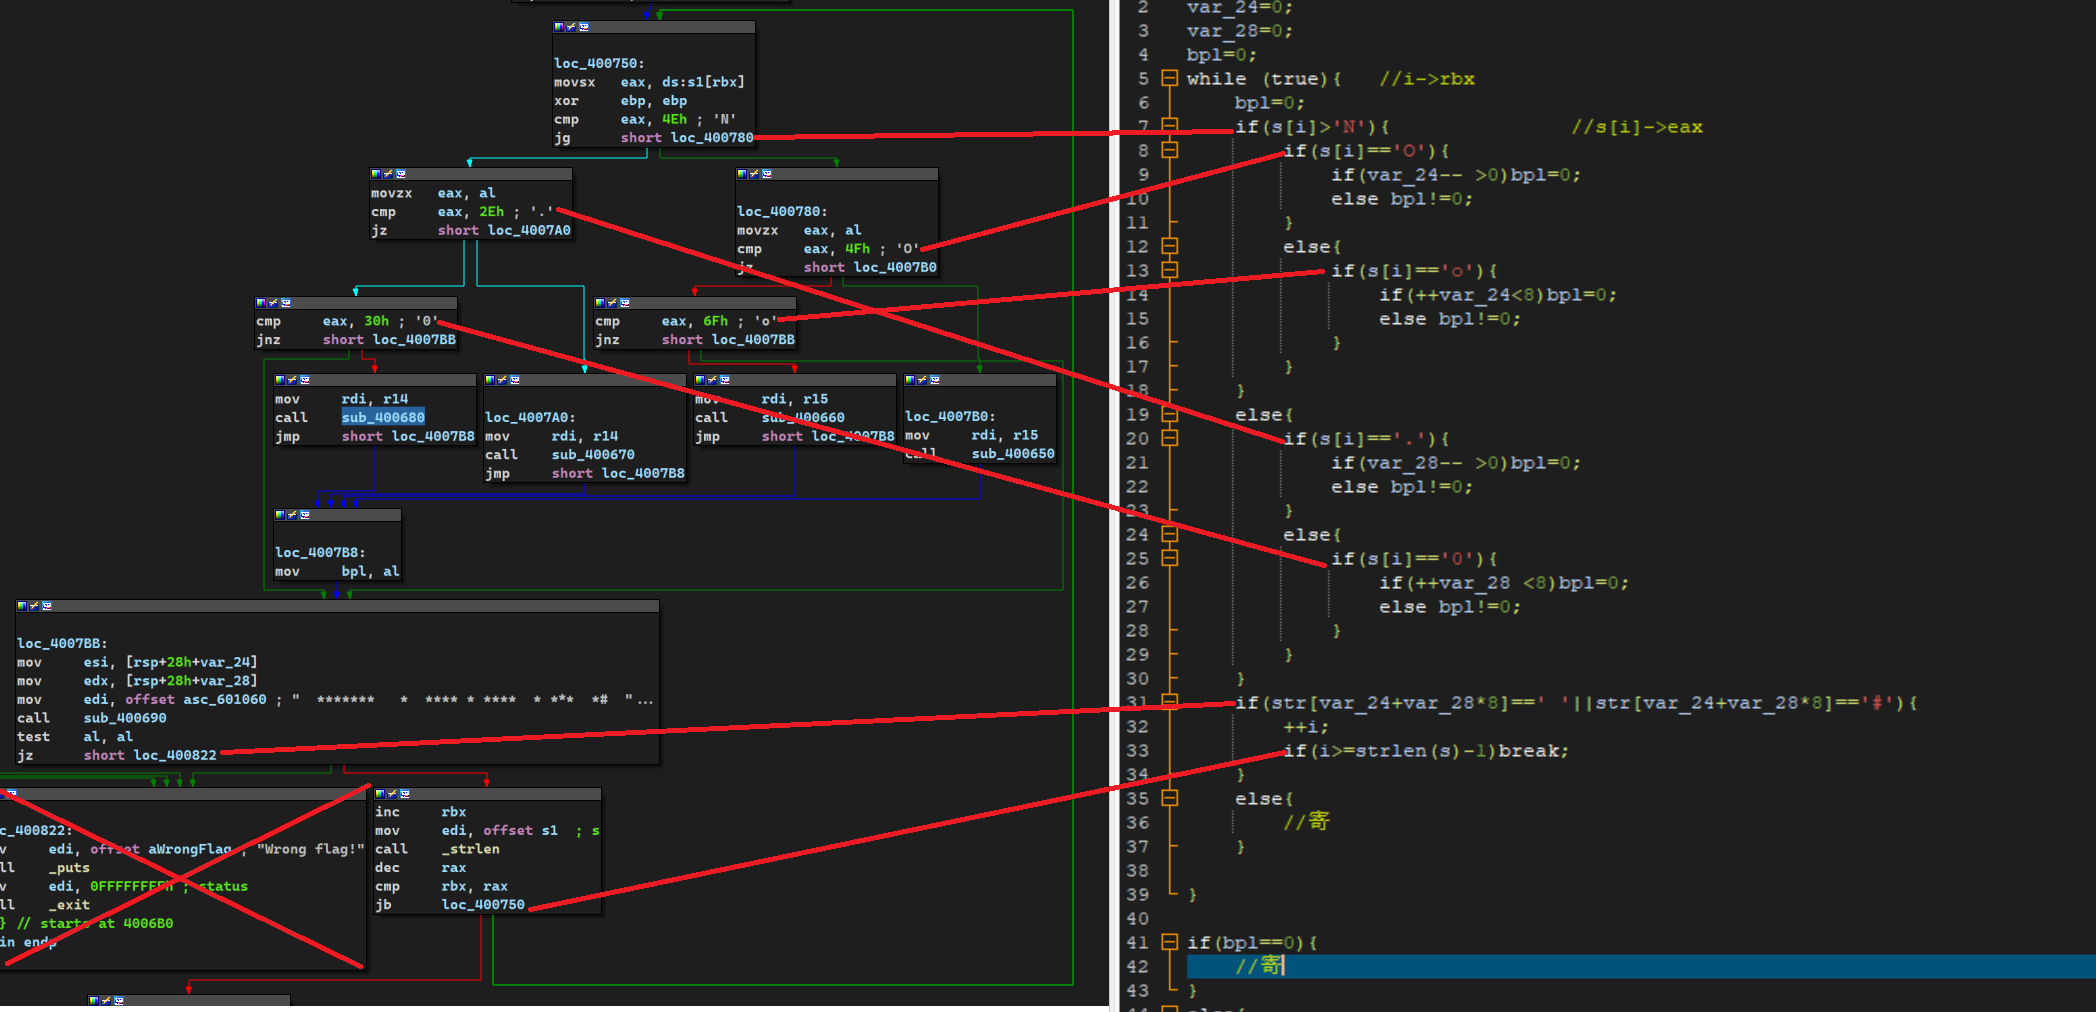 loc_400750:
movsx eax, ds:s1[rbx]
xor ebp, ebp
cmp eax, 4Eh ; 'N'
jg short loc_400780
movzx eax, al
cmp eax, 2Eh ; '.'
jz short loc_4007A0
loc_400780:
movzx eax, al
cmp eax, 4Fh ; 'O'
jz short loc_4007B0
cmp eax, 30h ; '0'
jnz short loc_4007BB
cmp eax, 6Fh ; 'o'
jnz short loc_4007BB
mov rdi, r14
call sub_400680
jmp short loc_4007B8
loc_4007A0:
mov rdi, r14
call sub_400670
jmp short loc_4007B8
mov rdi, r15
call sub_400660
jmp short loc_4007B8
loc_4007B0:
mov rdi, r15
call sub_400650
loc_4007B8:
mov bpl, al
loc_4007BB:
mov esi, [rsp+28h+var_24]
mov edx, [rsp+28h+var_28]
mov edi, offset asc_601060 ; "  *******   *  **** * ****  * ***  *#  "...
call sub_400690
test al, al
jz short loc_400822
c_400822:
v edi, offset aWrongFlag ; "Wrong flag!"
ll _puts
v edi, 0FFFFFFFFh ; status
ll _exit
} // starts at 4006B0
in endp
inc rbx
mov edi, offset s1 ; s
call _strlen
dec rax
cmp rbx, rax
jb loc_400750
2 var_24=0;
3 var_28=0;
4 bpl=0;
5 while (true){ //i->rbx
6 bpl=0;
7 if(s[i]>'N'){ //s[i]->eax
8 if(s[i]=='O'){
9 if(var_24-- >0)bpl=0;
10 else bpl!=0;
11 }
12 else{
13 if(s[i]=='o'){
14 if(++var_24<8)bpl=0;
15 else bpl!=0;
16 }
17 }
18 }
19 else{
20 if(s[i]=='.'){
21 if(var_28-- >0)bpl=0;
22 else bpl!=0;
23 }
24 else{
25 if(s[i]=='0'){
26 if(++var_28 <8)bpl=0;
27 else bpl!=0;
28 }
29 }
30 }
31 if(str[var_24+var_28*8]==' '||str[var_24+var_28*8]=='#'){
32 ++i;
33 if(i>=strlen(s)-1)break;
34 }
35 else{
36 //寄
37 }
38
39 }
40
41 if(bpl==0){
42 //寄
43 }